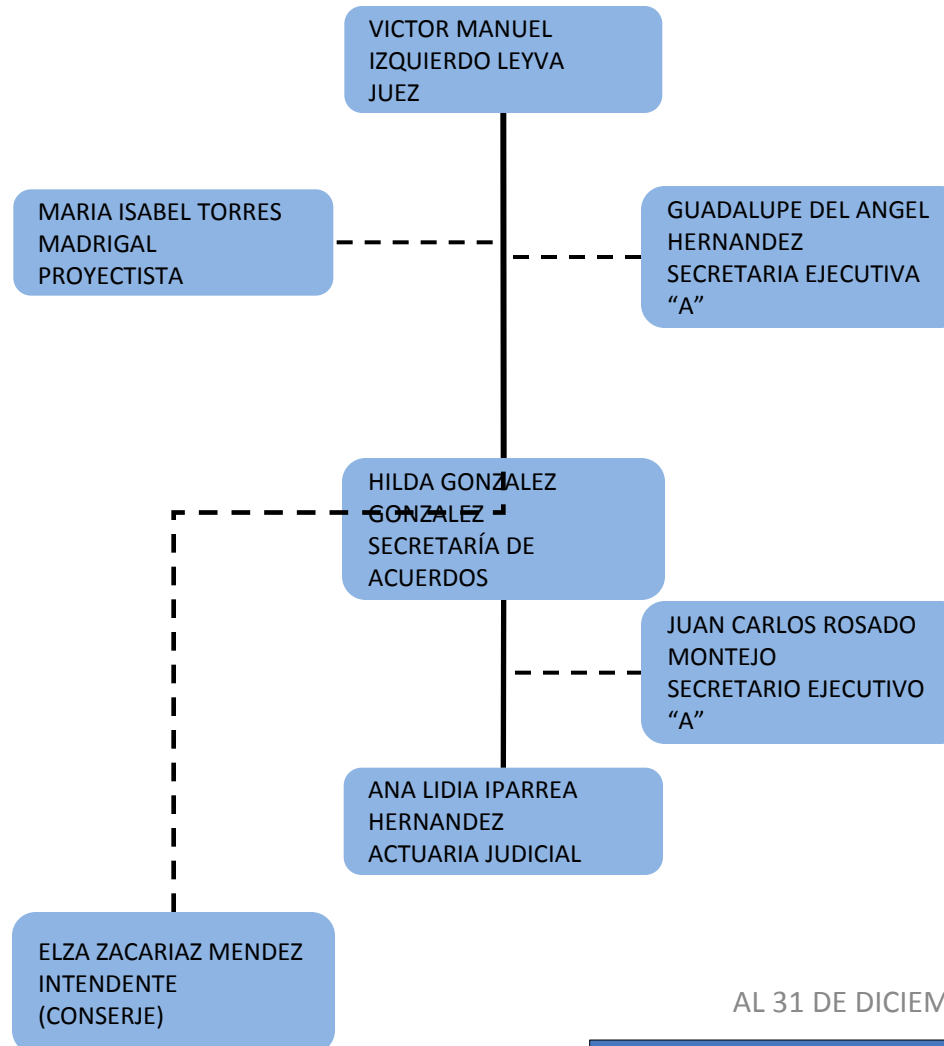 VICTOR MANUEL
IZQUIERDO LEYVA
JUEZ
MARIA ISABEL TORRES
MADRIGAL
PROYECTISTA
GUADALUPE DEL ANGEL
HERNANDEZ
SECRETARIA EJECUTIVA
“A”
HILDA GONZALEZ
GONZALEZ
SECRETARÍA DE
ACUERDOS
JUAN CARLOS ROSADO
MONTEJO
SECRETARIO EJECUTIVO
“A”
ANA LIDIA IPARREA
HERNANDEZ
ACTUARIA JUDICIAL
ELZA ZACARIAZ MENDEZ
INTENDENTE
(CONSERJE)
AL 31 DE DICIEM